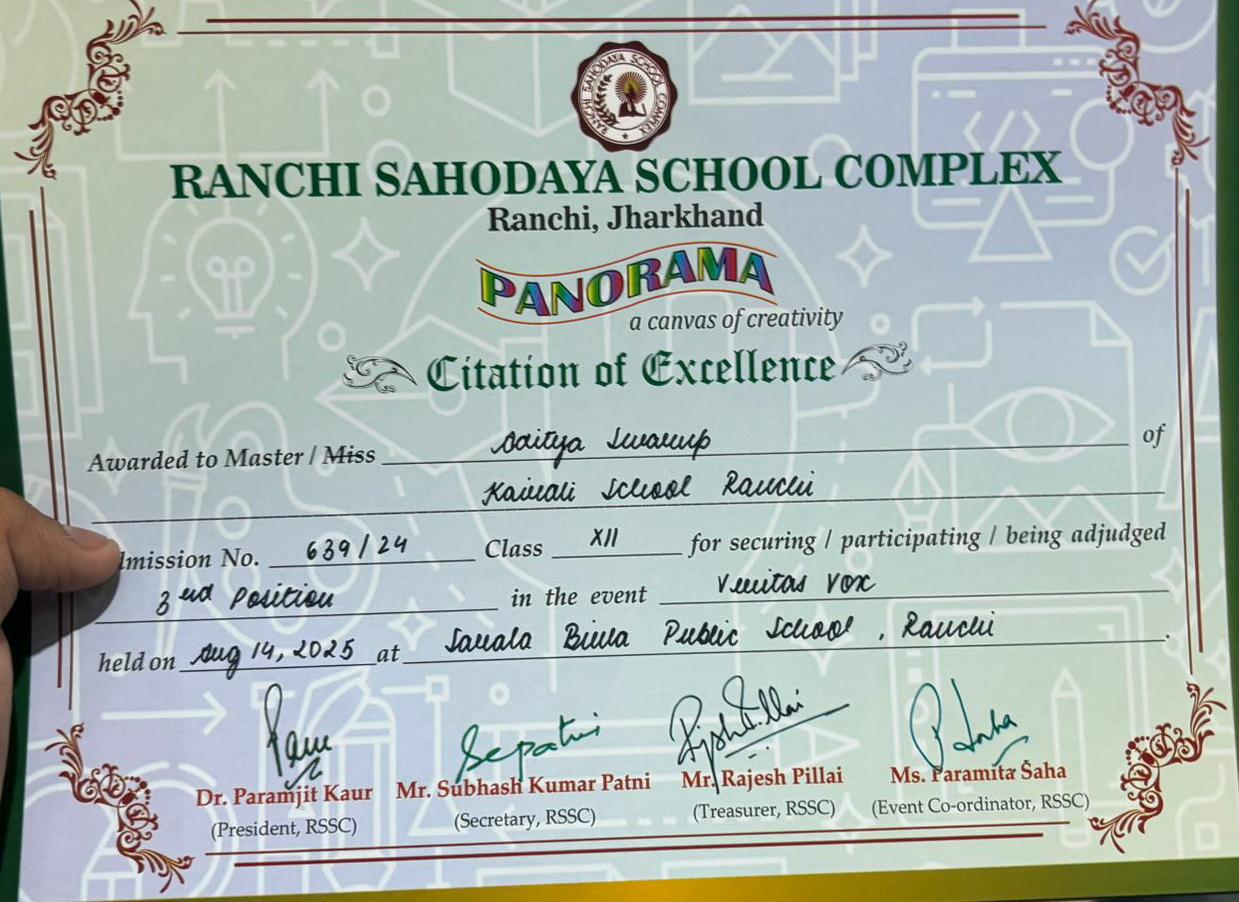 RANCHI SAHODAYA SCHOOL COMPLEX
RANCHI SAHODAYA SCHOOL COMPLEX
Ranchi, Jharkhand
PANORAMA
a canvas of creativity
Citation of Excellence
Awarded to Master / Miss Aaitya Swarup of
Kairali School Ranchi
dmission No. 639/24 Class XII for securing / participating / being adjudged
3rd Position in the event Veritas Vox
held on Aug 14, 2025 at Sarala Birla Public School, Ranchi.
Dr. Paramjit Kaur Mr. Subhash Kumar Patni Mr. Rajesh Pillai Ms. Paramita Saha
(President, RSSC) (Secretary, RSSC) (Treasurer, RSSC) (Event Co-ordinator, RSSC)